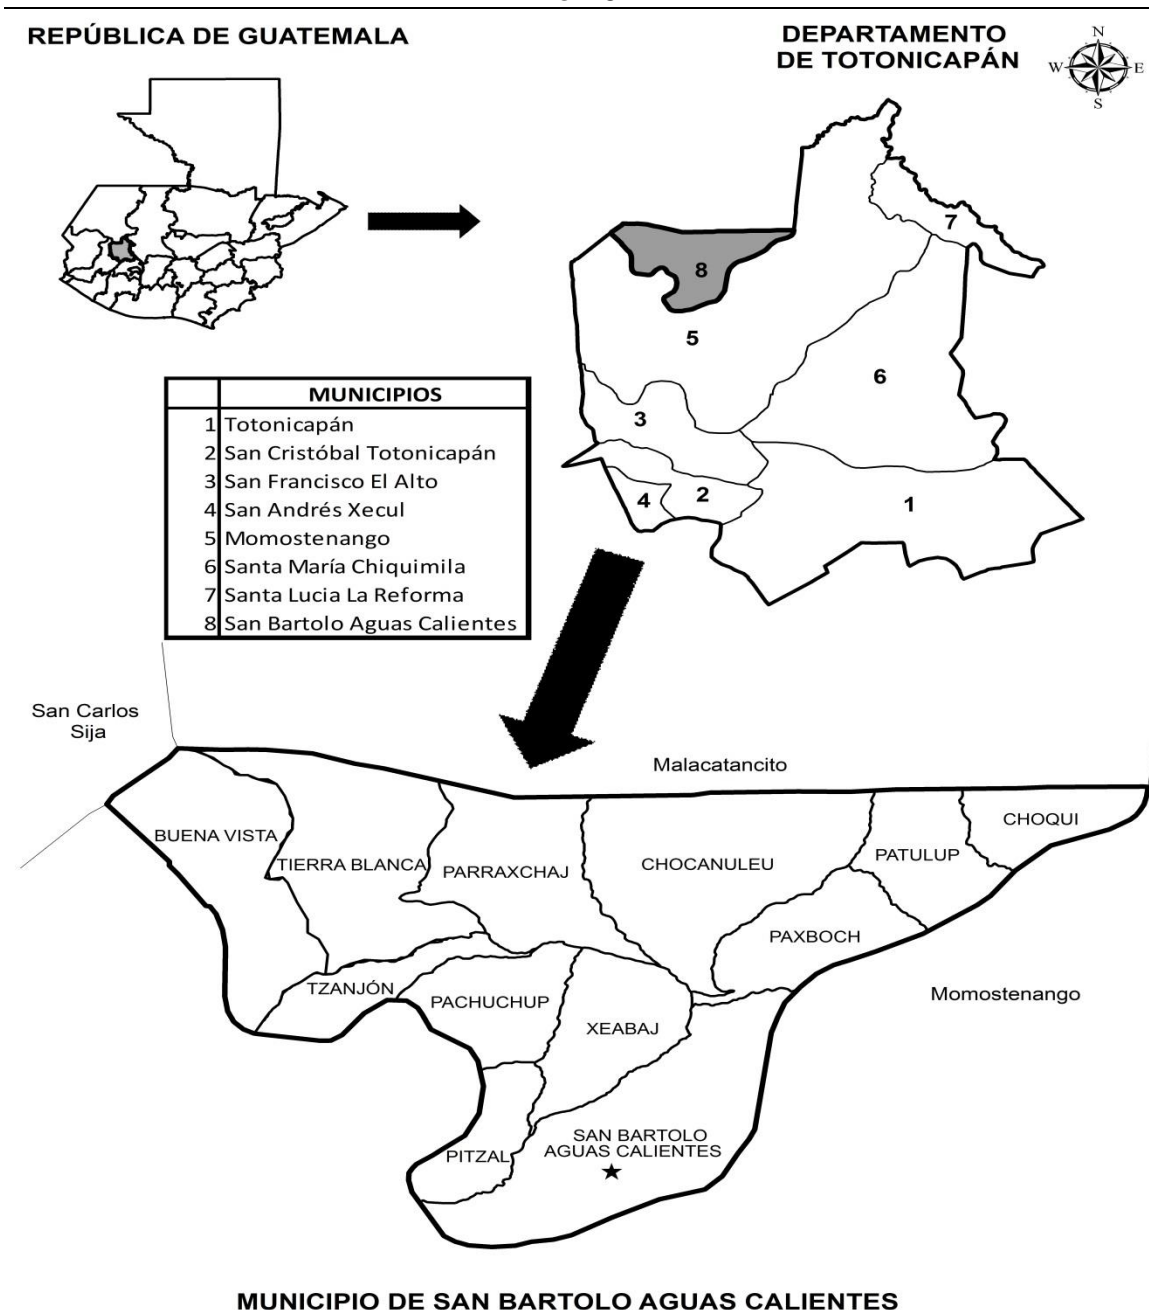 REPÚBLICA DE GUATEMALA
DEPARTAMENTO
DE TOTONICAPÁN
N
W
E
S
7
8
5
6
3
4
2
1
MUNICIPIOS
1 Totonicapán
2 San Cristóbal Totonicapán
3 San Francisco El Alto
4 San Andrés Xecul
5 Momostenango
6 Santa María Chiquimila
7 Santa Lucia La Reforma
8 San Bartolo Aguas Calientes
San Carlos
Sija
Malacatancito
BUENA VISTA
TIERRA BLANCA
PARRAXCHAJ
CHOCANULEU
PATULUP
CHOQUI
PAXBOCH
TZANJÓN
PACHUCHUP
XEABAJ
Momostenango
PITZAL
SAN BARTOLO
AGUAS CALIENTES
MUNICIPIO DE SAN BARTOLO AGUAS CALIENTES